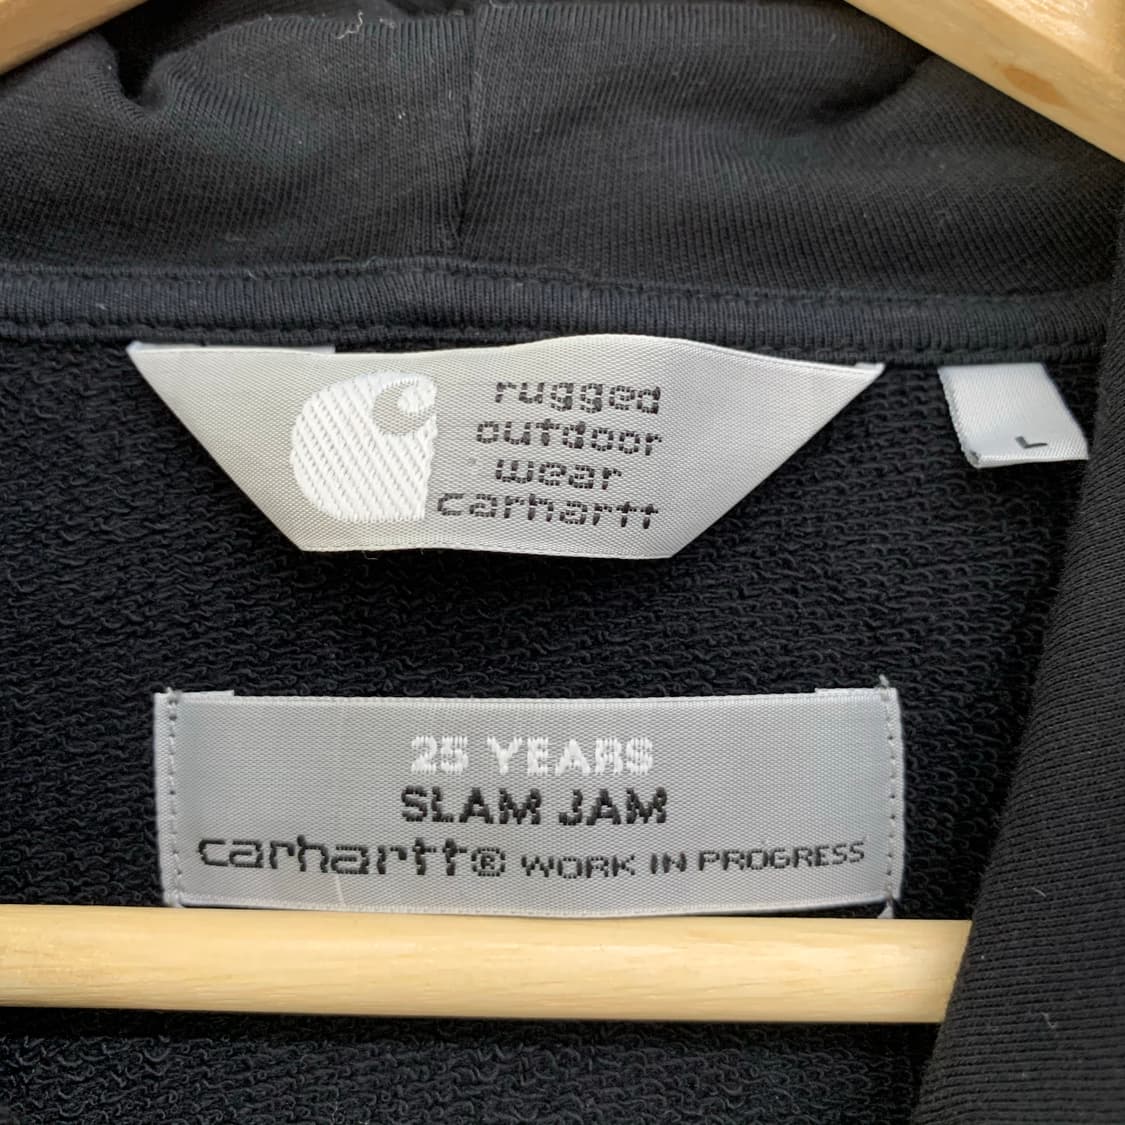 rugged
outdoor
wear
carhartt
L
25 YEARS
SLAM JAM
carhartt® WORK IN PROGRESS